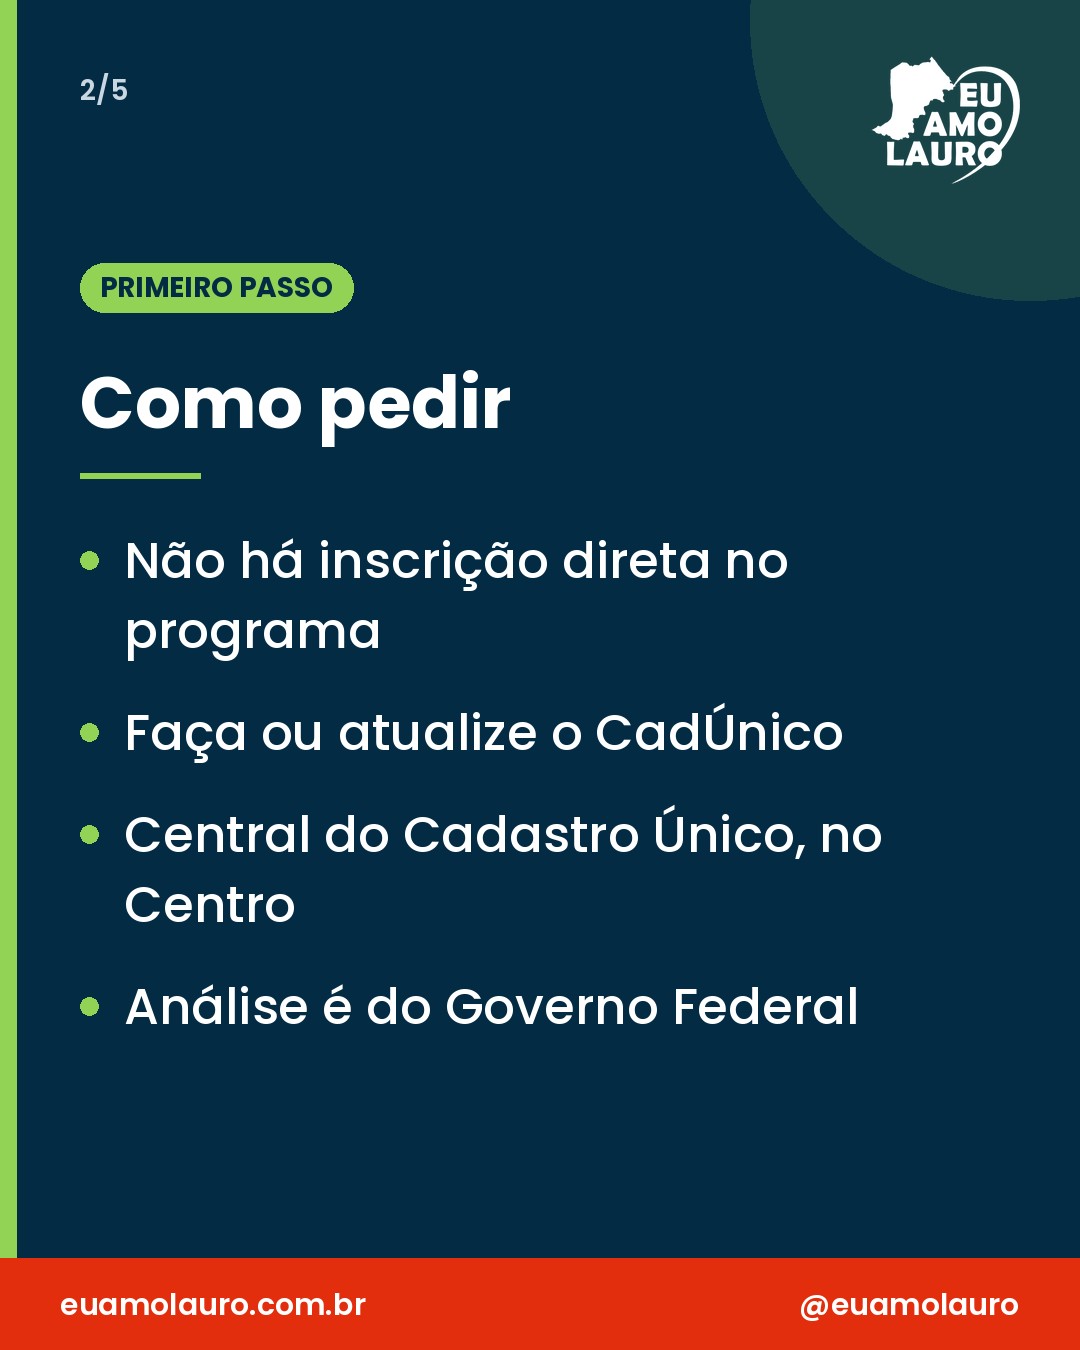 2/5
EU
AMO
LAURO
PRIMEIRO PASSO
Como pedir
Não há inscrição direta no
programa
Faça ou atualize o CadÚnico
Central do Cadastro Único, no
Centro
Análise é do Governo Federal
euamolauro.com.br
@euamolauro